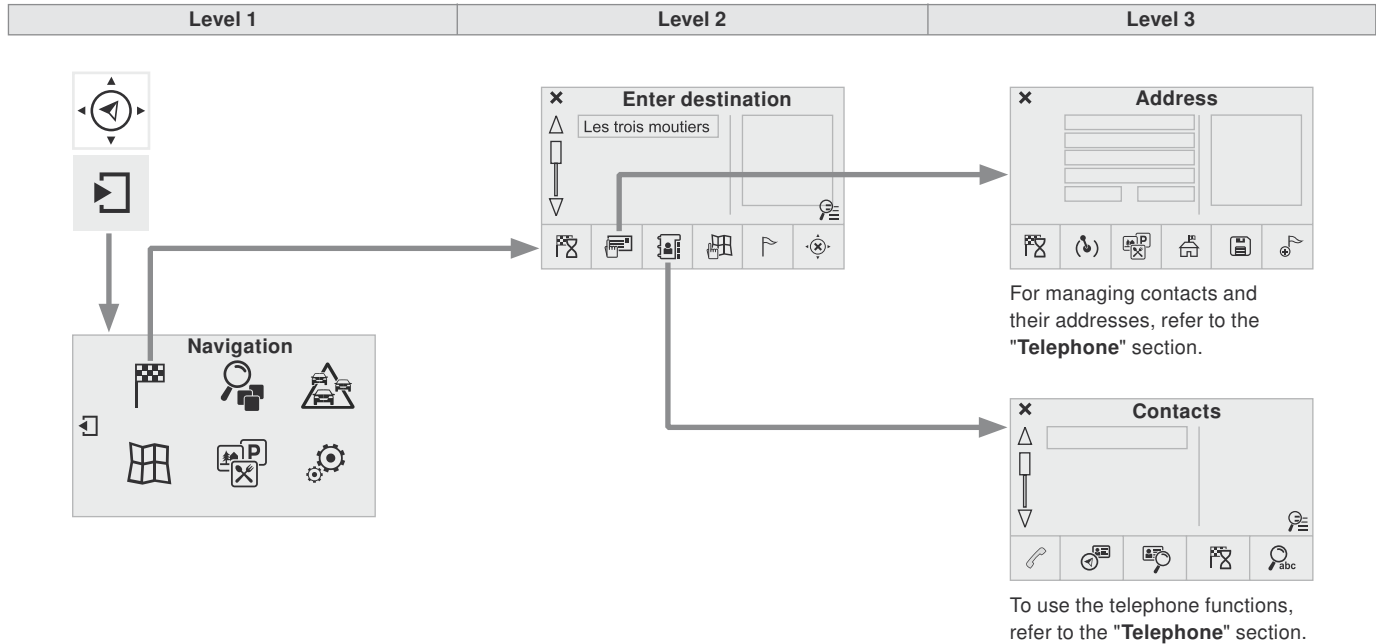 Level 1
Level 2
Level 3
Enter destination
Les trois moutiers
Address
P
For managing contacts and
their addresses, refer to the
"Telephone" section.
Navigation
P
Contacts
abc
To use the telephone functions,
refer to the "Telephone" section.